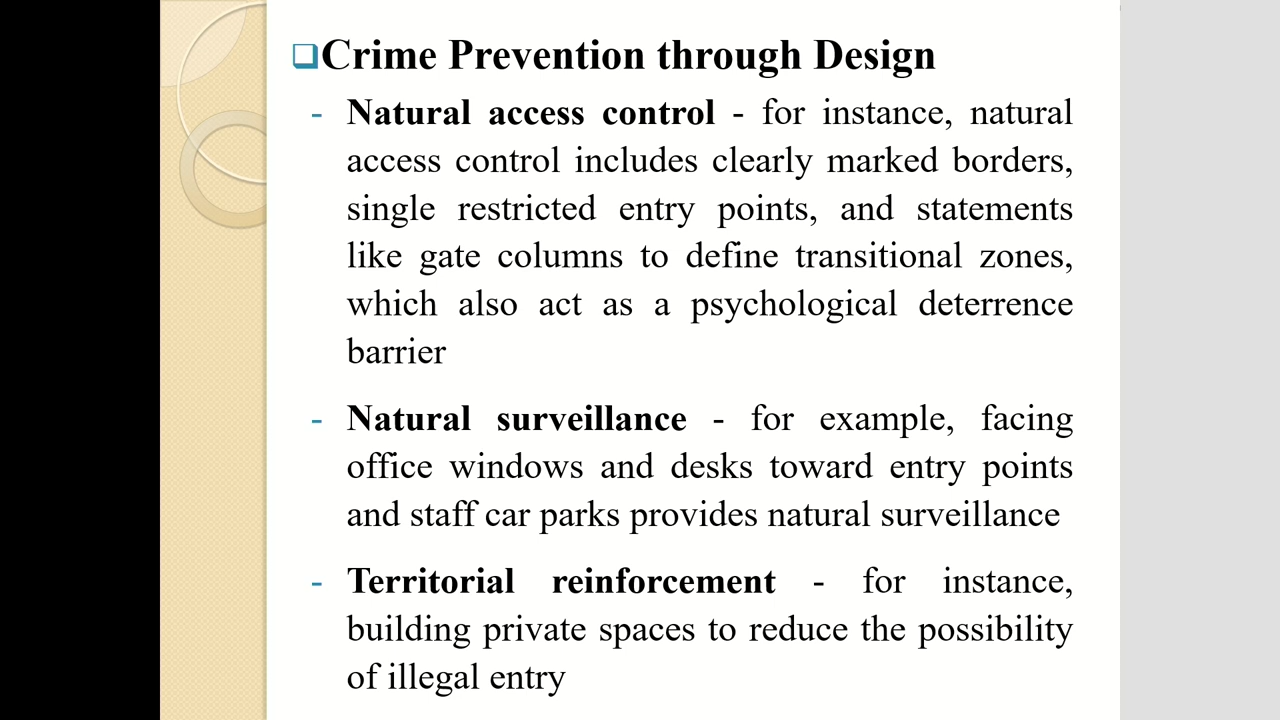 Crime Prevention through Design
- Natural access control - for instance, natural
access control includes clearly marked borders,
single restricted entry points, and statements
like gate columns to define transitional zones,
which also act as a psychological deterrence
barrier
- Natural surveillance - for example, facing
office windows and desks toward entry points
and staff car parks provides natural surveillance
- Territorial reinforcement - for instance,
building private spaces to reduce the possibility
of illegal entry